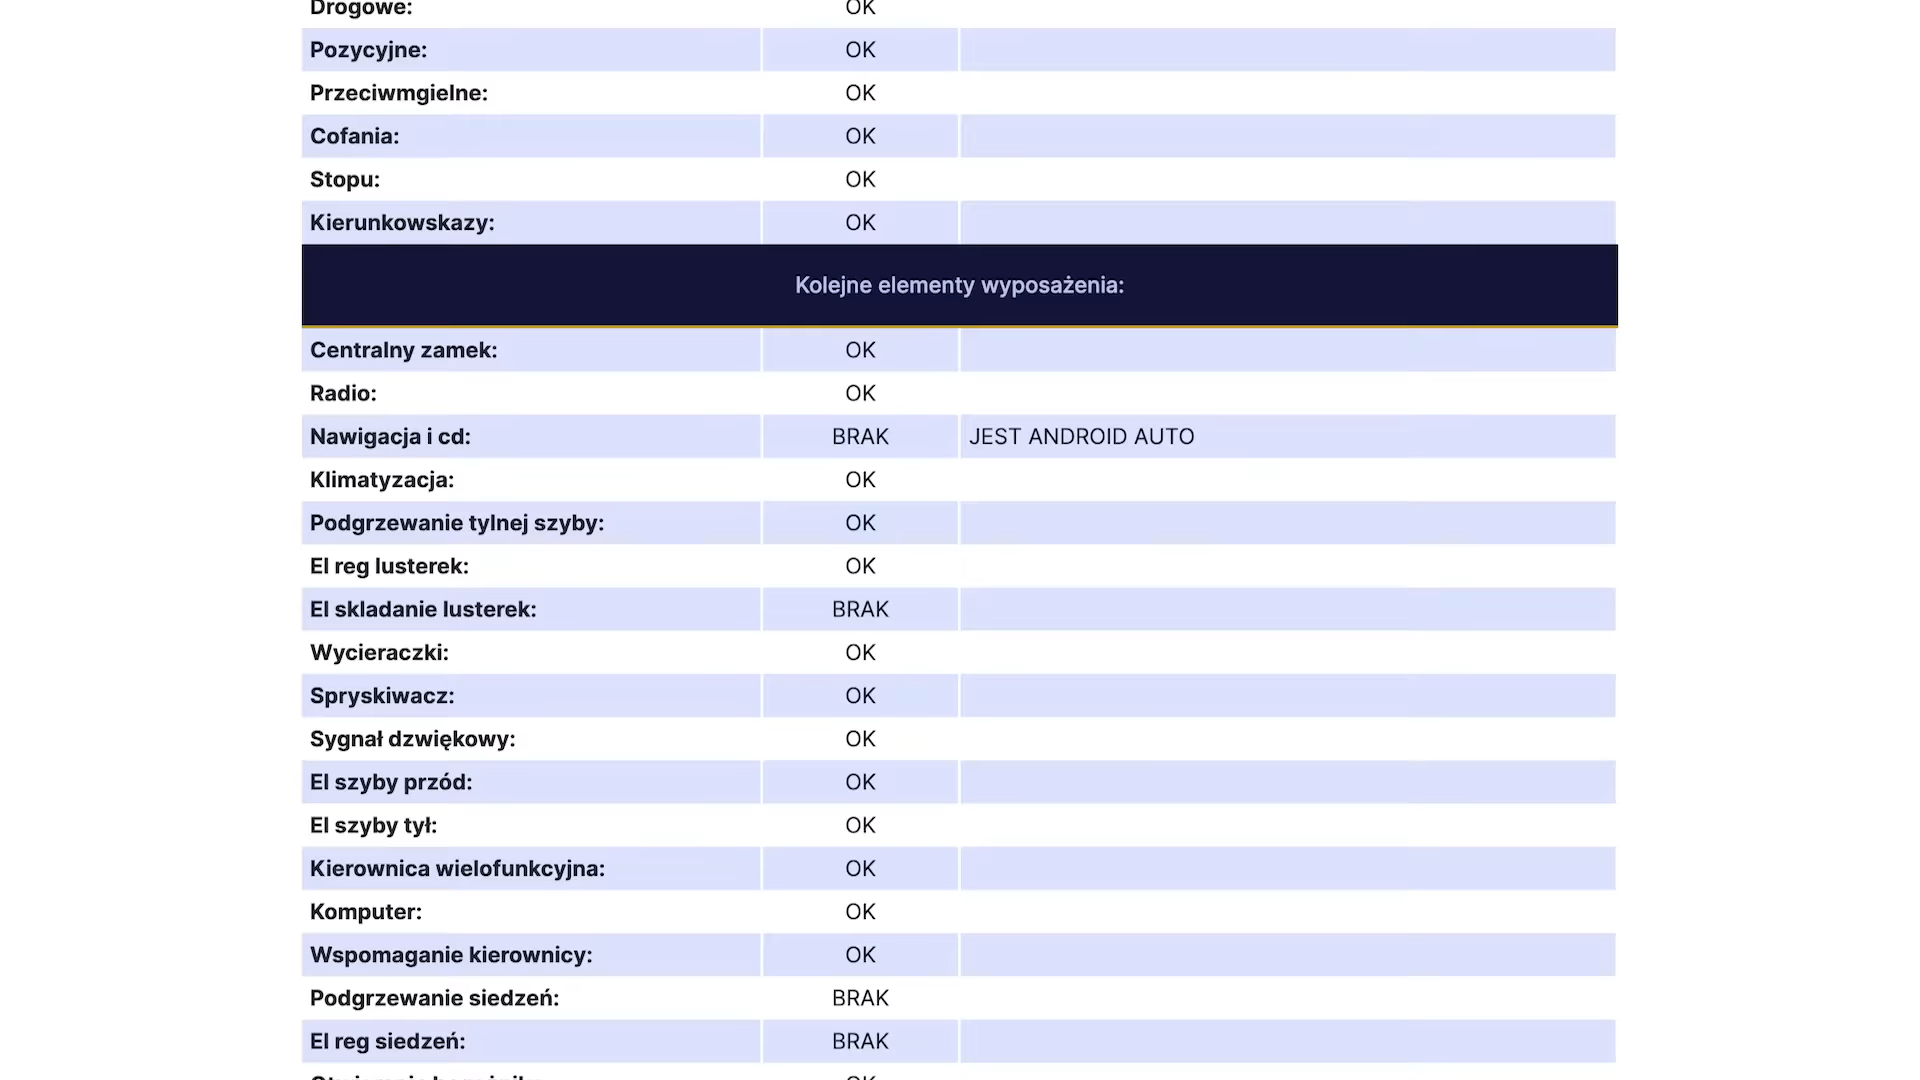 Drogowe: OK
Pozycyjne: OK
Przeciwmgielne: OK
Cofania: OK
Stopu: OK
Kierunkowskazy: OK
Kolejne elementy wyposażenia:
Centralny zamek: OK
Radio: OK
Nawigacja i cd: BRAK JEST ANDROID AUTO
Klimatyzacja: OK
Podgrzewanie tylnej szyby: OK
El reg lusterek: OK
El skladanie lusterek: BRAK
Wycieraczki: OK
Spryskiwacz: OK
Sygnał dzwiękowy: OK
El szyby przód: OK
El szyby tył: OK
Kierownica wielofunkcyjna: OK
Komputer: OK
Wspomaganie kierownicy: OK
Podgrzewanie siedzeń: BRAK
El reg siedzeń: BRAK
OK